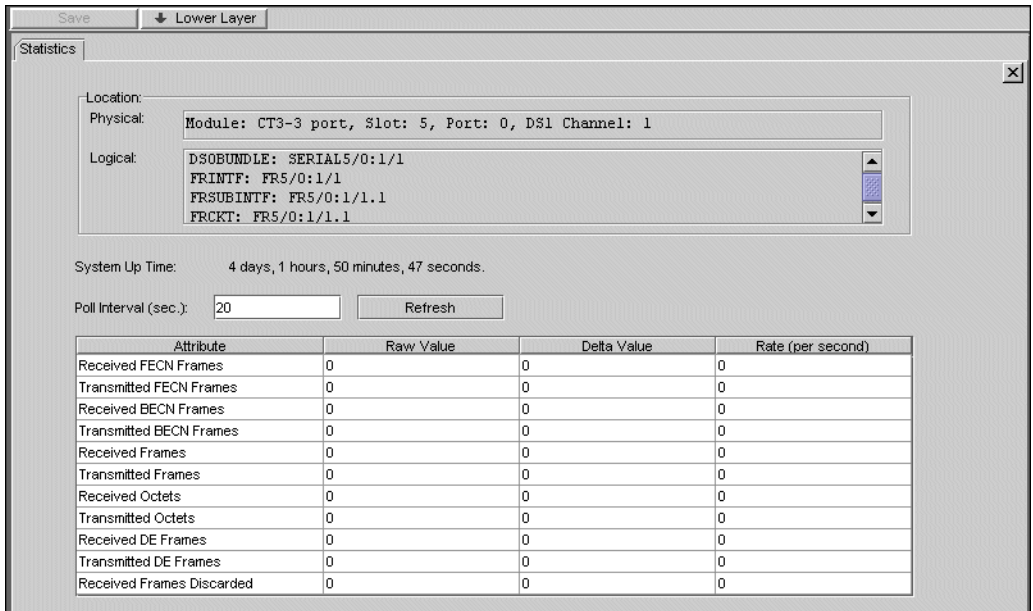 Save Lower Layer
Statistics
Location:
Physical: Module: CT3-3 port, Slot: 5, Port: 0, DS1 Channel: 1
Logical: DS0BUNDLE: SERIAL5/0:1/1
FRINTF: FR5/0:1/1
FRSUBINTF: FR5/0:1/1.1
FRCKT: FR5/0:1/1.1
System Up Time: 4 days, 1 hours, 50 minutes, 47 seconds.
Poll Interval (sec.): 20 Refresh
Attribute Raw Value Delta Value Rate (per second)
Received FECN Frames 0 0 0
Transmitted FECN Frames 0 0 0
Received BECN Frames 0 0 0
Transmitted BECN Frames 0 0 0
Received Frames 0 0 0
Transmitted Frames 0 0 0
Received Octets 0 0 0
Transmitted Octets 0 0 0
Received DE Frames 0 0 0
Transmitted DE Frames 0 0 0
Received Frames Discarded 0 0 0